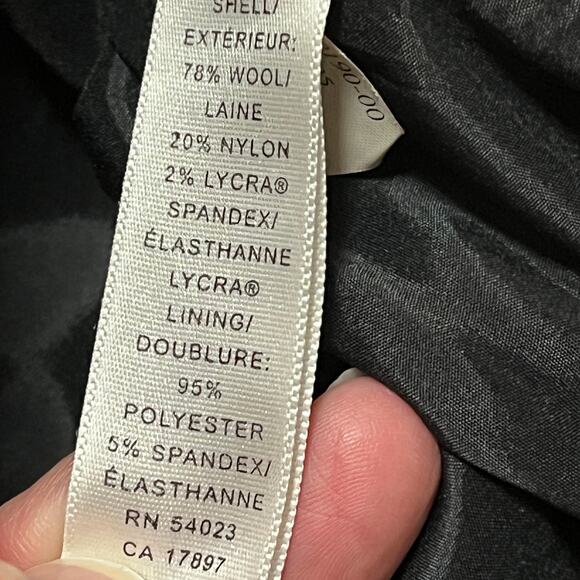 SHELL/
EXTÉRIEUR:
78% WOOL/
LAINE
20% NYLON
2% LYCRA®
SPANDEX/
ÉLASTHANNE
LYCRA®
LINING/
DOUBLURE:
95%
POLYESTER
5% SPANDEX/
ÉLASTHANNE
RN 54023
CA 17897